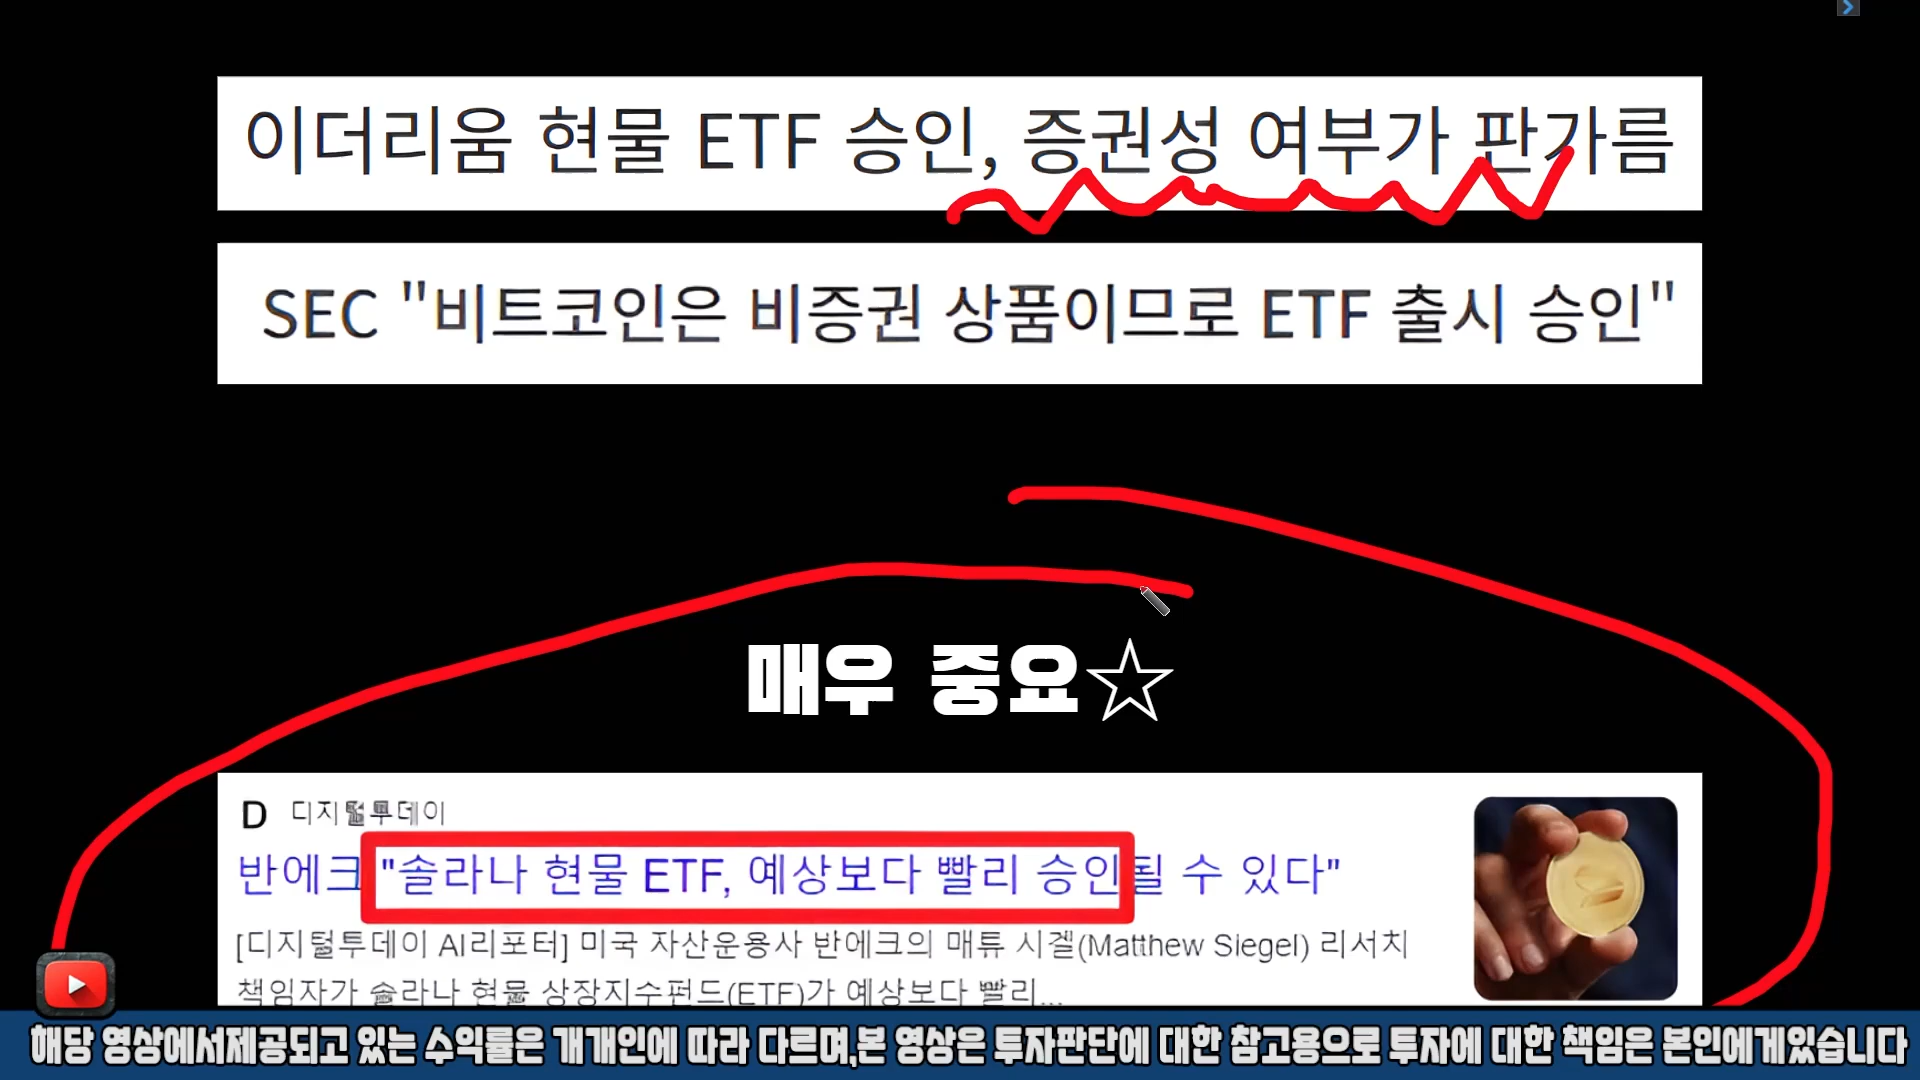 이더리움 현물 ETF 승인, 증권성 여부가 판가름
SEC "비트코인은 비증권 상품이므로 ETF 출시 승인"
매우 중요☆
D 디지털투데이
반에크 "솔라나 현물 ETF, 예상보다 빨리 승인될 수 있다"
[디지털투데이 AI리포터] 미국 자산운용사 반에크의 매튜 시겔(Matthew Siegel) 리서치
책임자가 솔라나 현물 상장지수펀드(ETF)가 예상보다 빨리...
해당 영상에서제공되고 있는 수익률은 개개인에 따라 다르며,본 영상은 투자판단에 대한 참고용으로 투자에 대한 책임은 본인에게있습니다